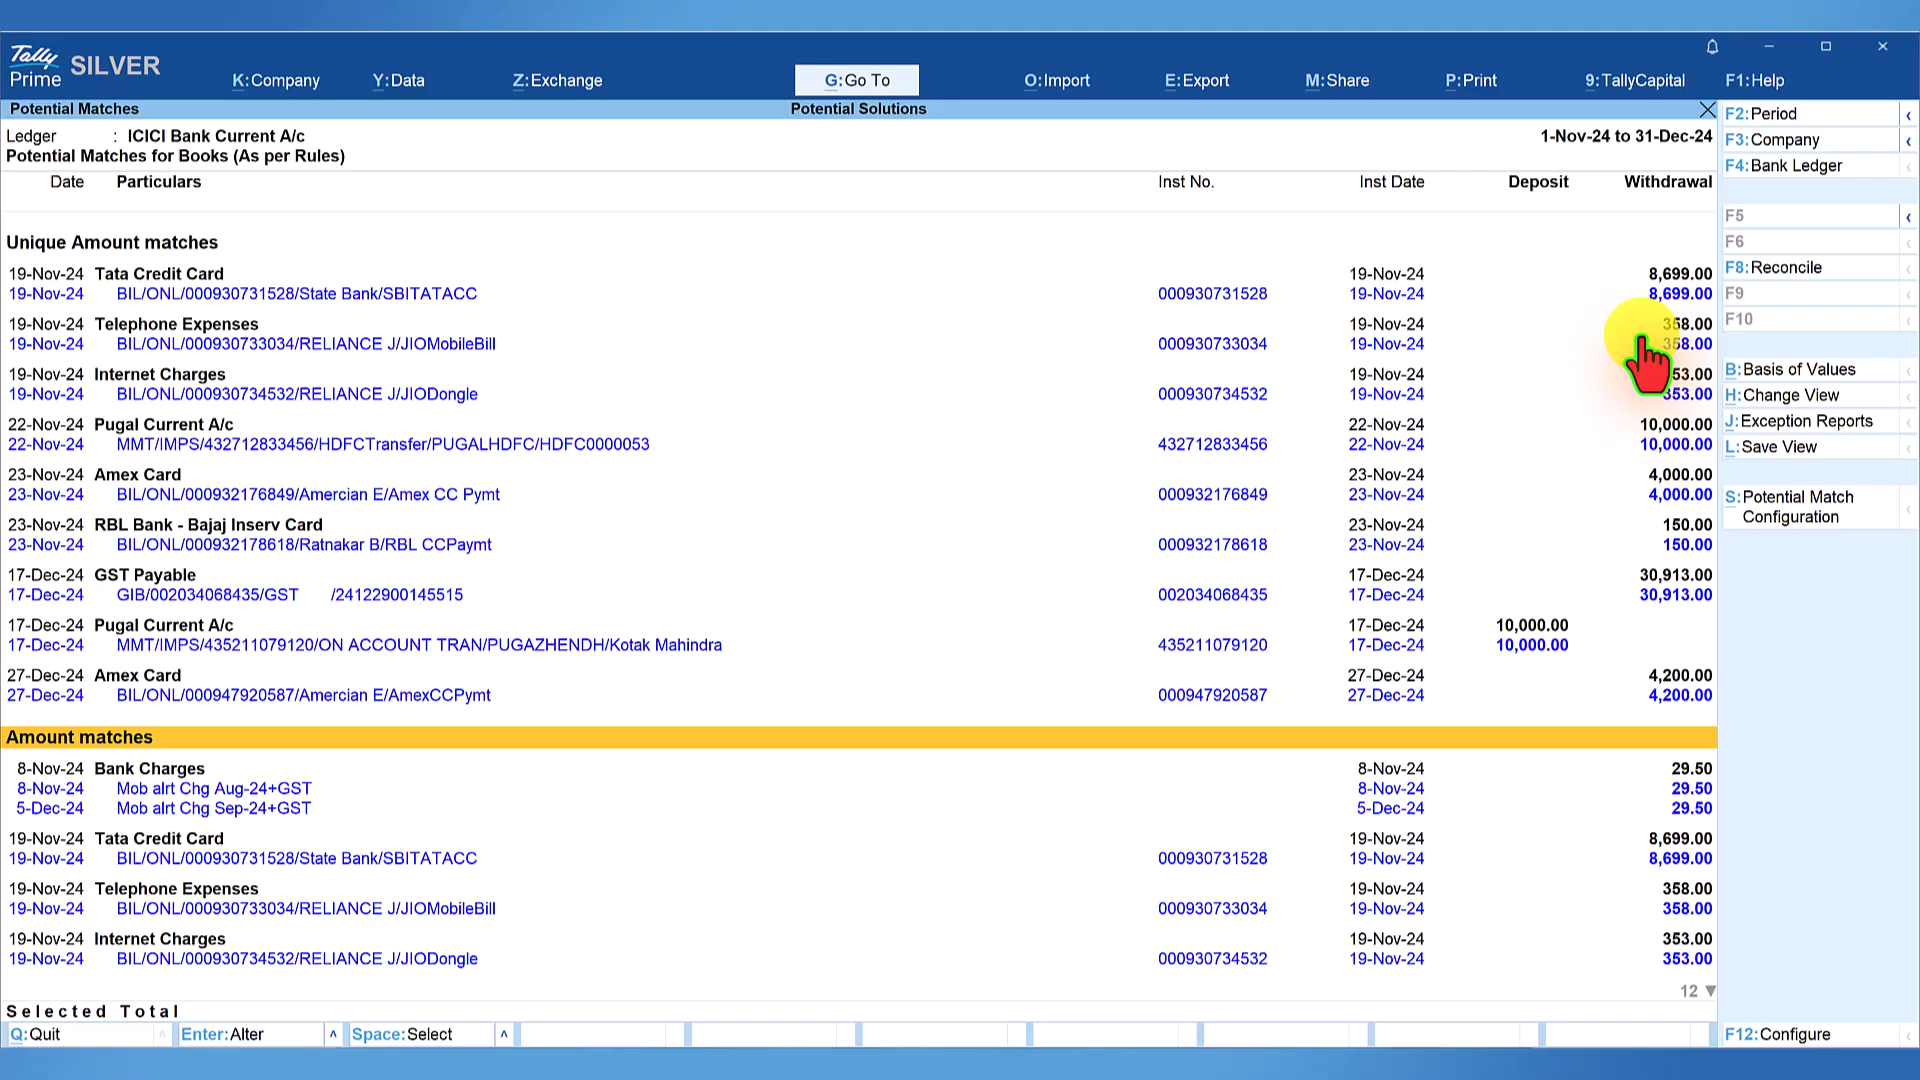 Tally
Prime SILVER
K:Company Y:Data Z:Exchange G:Go To O:Import E:Export M:Share P:Print 9:TallyCapital F1:Help
Potential Matches Potential Solutions
Ledger : ICICI Bank Current A/c 1-Nov-24 to 31-Dec-24
Potential Matches for Books (As per Rules)
Date Particulars Inst No. Inst Date Deposit Withdrawal
Unique Amount matches
19-Nov-24 Tata Credit Card 19-Nov-24 8,699.00
19-Nov-24 BIL/ONL/000930731528/State Bank/SBITATACC 000930731528 19-Nov-24 8,699.00
19-Nov-24 Telephone Expenses 19-Nov-24 358.00
19-Nov-24 BIL/ONL/000930733034/RELIANCE J/JIOMobileBill 000930733034 19-Nov-24 358.00
19-Nov-24 Internet Charges 19-Nov-24 53.00
19-Nov-24 BIL/ONL/000930734532/RELIANCE J/JIODongle 000930734532 19-Nov-24 353.00
22-Nov-24 Pugal Current A/c 22-Nov-24 10,000.00
22-Nov-24 MMT/IMPS/432712833456/HDFCTransfer/PUGALHDFC/HDFC0000053 432712833456 22-Nov-24 10,000.00
23-Nov-24 Amex Card 23-Nov-24 4,000.00
23-Nov-24 BIL/ONL/000932176849/Amercian E/Amex CC Pymt 000932176849 23-Nov-24 4,000.00
23-Nov-24 RBL Bank - Bajaj Inserv Card 23-Nov-24 150.00
23-Nov-24 BIL/ONL/000932178618/Ratnakar B/RBL CCPaymt 000932178618 23-Nov-24 150.00
17-Dec-24 GST Payable 17-Dec-24 30,913.00
17-Dec-24 GIB/002034068435/GST /24122900145515 002034068435 17-Dec-24 30,913.00
17-Dec-24 Pugal Current A/c 17-Dec-24 10,000.00
17-Dec-24 MMT/IMPS/435211079120/ON ACCOUNT TRAN/PUGAZHENDH/Kotak Mahindra 435211079120 17-Dec-24 10,000.00
27-Dec-24 Amex Card 27-Dec-24 4,200.00
27-Dec-24 BIL/ONL/000947920587/Amercian E/AmexCCPymt 000947920587 27-Dec-24 4,200.00
Amount matches
8-Nov-24 Bank Charges 8-Nov-24 29.50
8-Nov-24 Mob alrt Chg Aug-24+GST 8-Nov-24 29.50
5-Dec-24 Mob alrt Chg Sep-24+GST 5-Dec-24 29.50
19-Nov-24 Tata Credit Card 19-Nov-24 8,699.00
19-Nov-24 BIL/ONL/000930731528/State Bank/SBITATACC 000930731528 19-Nov-24 8,699.00
19-Nov-24 Telephone Expenses 19-Nov-24 358.00
19-Nov-24 BIL/ONL/000930733034/RELIANCE J/JIOMobileBill 000930733034 19-Nov-24 358.00
19-Nov-24 Internet Charges 19-Nov-24 353.00
19-Nov-24 BIL/ONL/000930734532/RELIANCE J/JIODongle 000930734532 19-Nov-24 353.00
12
Selected Total
Q:Quit Enter:Alter Space:Select
F2:Period
F3:Company
F4:Bank Ledger
F5
F6
F8:Reconcile
F9
F10
B:Basis of Values
H:Change View
J:Exception Reports
L:Save View
S:Potential Match
Configuration
F12:Configure